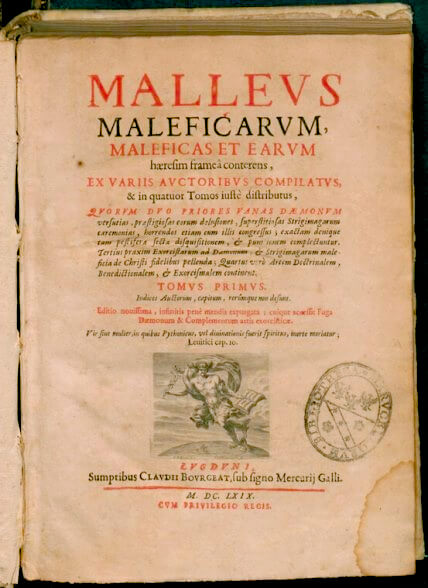 MALLEVS
MALEFICARVM,
MALEFICAS ET EARVM
hæresim frameâ conterens,
EX VARIIS AVCTORIBVS COMPILATVS,
& in quatuor Tomos iustè distributus,
QVORVM DVO PRIORES VANAS DÆMONVM
versutias, præstigiosas eorum delusiones, superstitiosas Strigimagarum
cæremonias, horrendos etiam cum illis congressus; exactam denique
tam pestiferæ sectæ disquisitionem, & punitionem complectuntur.
Tertius praxim Exorcistarum ad Dæmonum & Strigimagarum male-
ficia de Christi fidelibus pellenda; Quartus verò Artem Doctrinalem,
Benedictionalem, & Exorcismalem continent.
TOMVS PRIMVS.
Indices Auctorum, capitum, rerúmque non desunt.
Editio nouissima, infinitis penè mendis expurgata; cuique accessit Fuga
Dæmonum & Complementum artis exorcisticæ.
Vir siue mulier, in quibus Pythonicus, vel diuinationis fuerit spiritus, morte moriatur;
Leuitici cap. 10.
LVGDVNI,
Sumptibus CLAVDII BOVRGEAT, sub signo Mercurij Galli.
M. DC. LXIX.
CVM PRIVILEGIO REGIS.